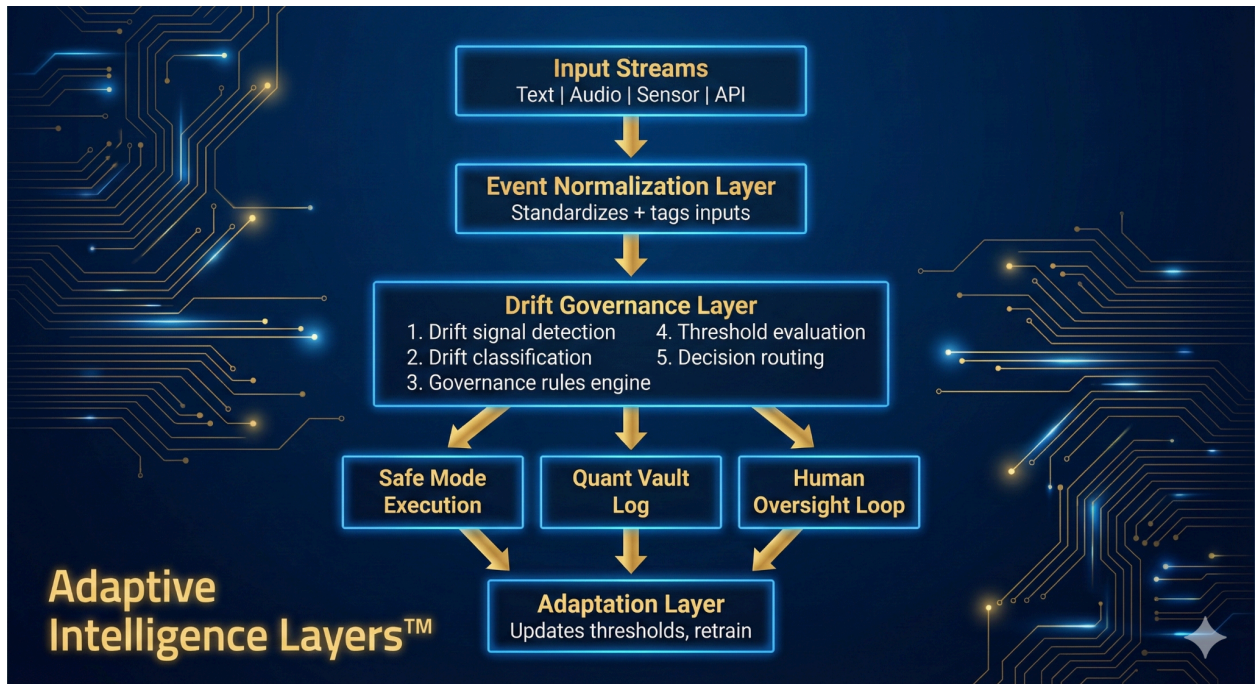 Input Streams
Text | Audio | Sensor | API
Event Normalization Layer
Standardizes + tags inputs
Drift Governance Layer
1. Drift signal detection
2. Drift classification
3. Governance rules engine
4. Threshold evaluation
5. Decision routing
Safe Mode
Execution
Quant Vault
Log
Human
Oversight Loop
Adaptation Layer
Updates thresholds, retrain
Adaptive
Intelligence Layers™